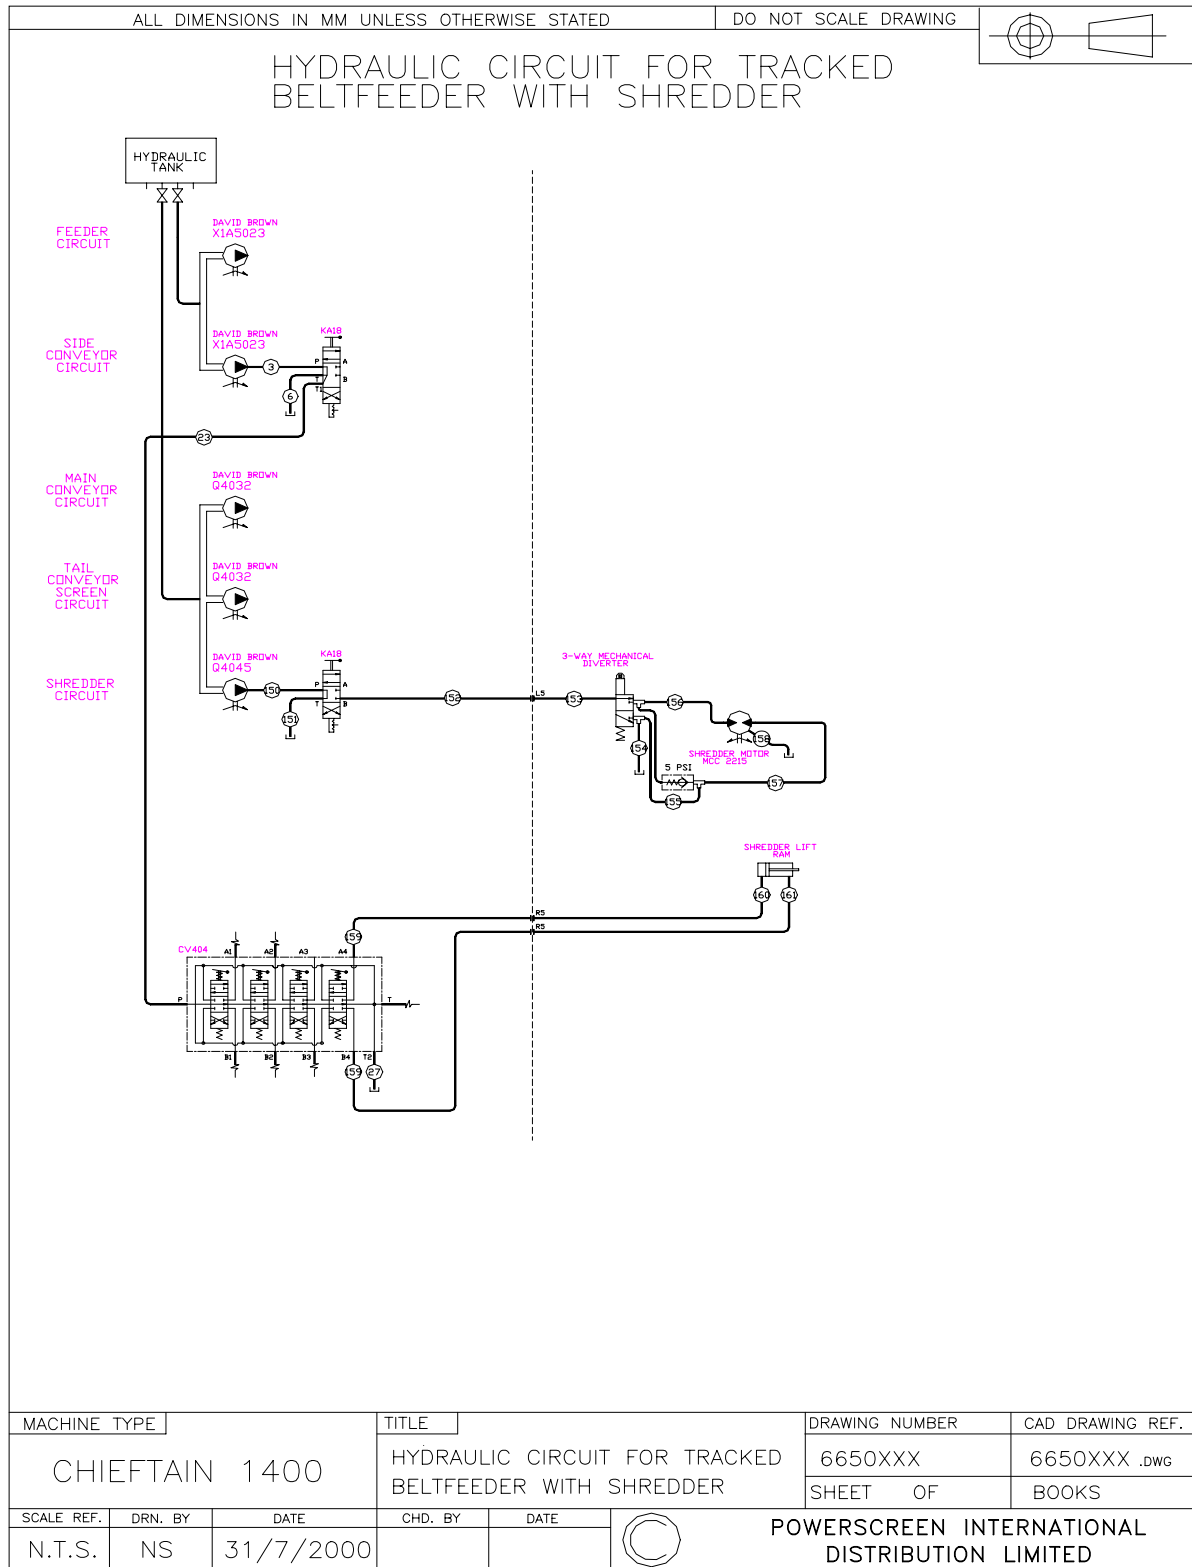 ALL DIMENSIONS IN MM UNLESS OTHERWISE STATED
DO NOT SCALE DRAWING
HYDRAULIC CIRCUIT FOR TRACKED
BELTFEEDER WITH SHREDDER
HYDRAULIC
TANK
FEEDER
CIRCUIT
DAVID BROWN
X1A5023
SIDE
CONVEYOR
CIRCUIT
DAVID BROWN
X1A5023
3
6
KA18
P
A
T
B
T1
23
MAIN
CONVEYOR
CIRCUIT
DAVID BROWN
Q4032
TAIL
CONVEYOR
SCREEN
CIRCUIT
DAVID BROWN
Q4032
SHREDDER
CIRCUIT
DAVID BROWN
Q4045
150
151
KA18
P
A
T
B
152
L5
153
3-WAY MECHANICAL
DIVERTER
156
154
158
SHREDDER MOTOR
MCC 2215
5 PSI
157
155
SHREDDER LIFT
RAM
160
161
R5
R5
159
CV404
A1
A2
A3
A4
P
T
B1
B2
B3
B4
T2
159
27
MACHINE TYPE
CHIEFTAIN 1400
TITLE
HYDRAULIC CIRCUIT FOR TRACKED
BELTFEEDER WITH SHREDDER
DRAWING NUMBER
6650XXX
CAD DRAWING REF.
6650XXX .DWG
SHEET OF
BOOKS
SCALE REF.
N.T.S.
DRN. BY
NS
DATE
31/7/2000
CHD. BY
DATE
POWERSCREEN INTERNATIONAL
DISTRIBUTION LIMITED